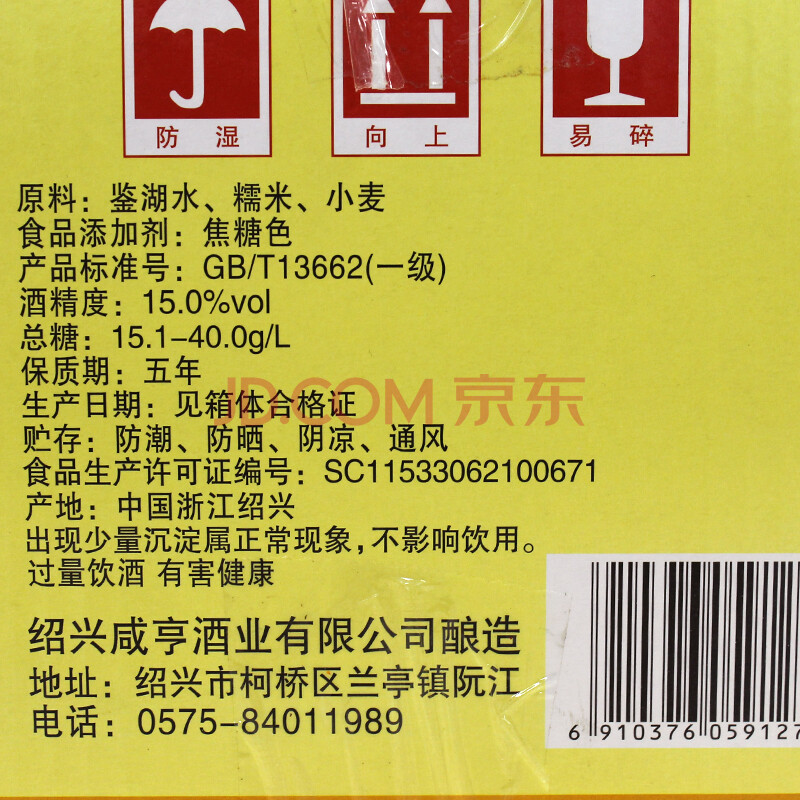 防湿 向上 易碎
原料：鉴湖水、糯米、小麦
食品添加剂：焦糖色
产品标准号：GB/T13662(一级)
酒精度：15.0%vol
总糖：15.1-40.0g/L
保质期：五年
JD.COM 京东
生产日期：见箱体合格证
贮存：防潮、防晒、阴凉、通风
食品生产许可证编号：SC11533062100671
产地：中国浙江绍兴
出现少量沉淀属正常现象，不影响饮用。
过量饮酒 有害健康
绍兴咸亨酒业有限公司酿造
地址：绍兴市柯桥区兰亭镇阮江
电话：0575-84011989
6 910376 059127